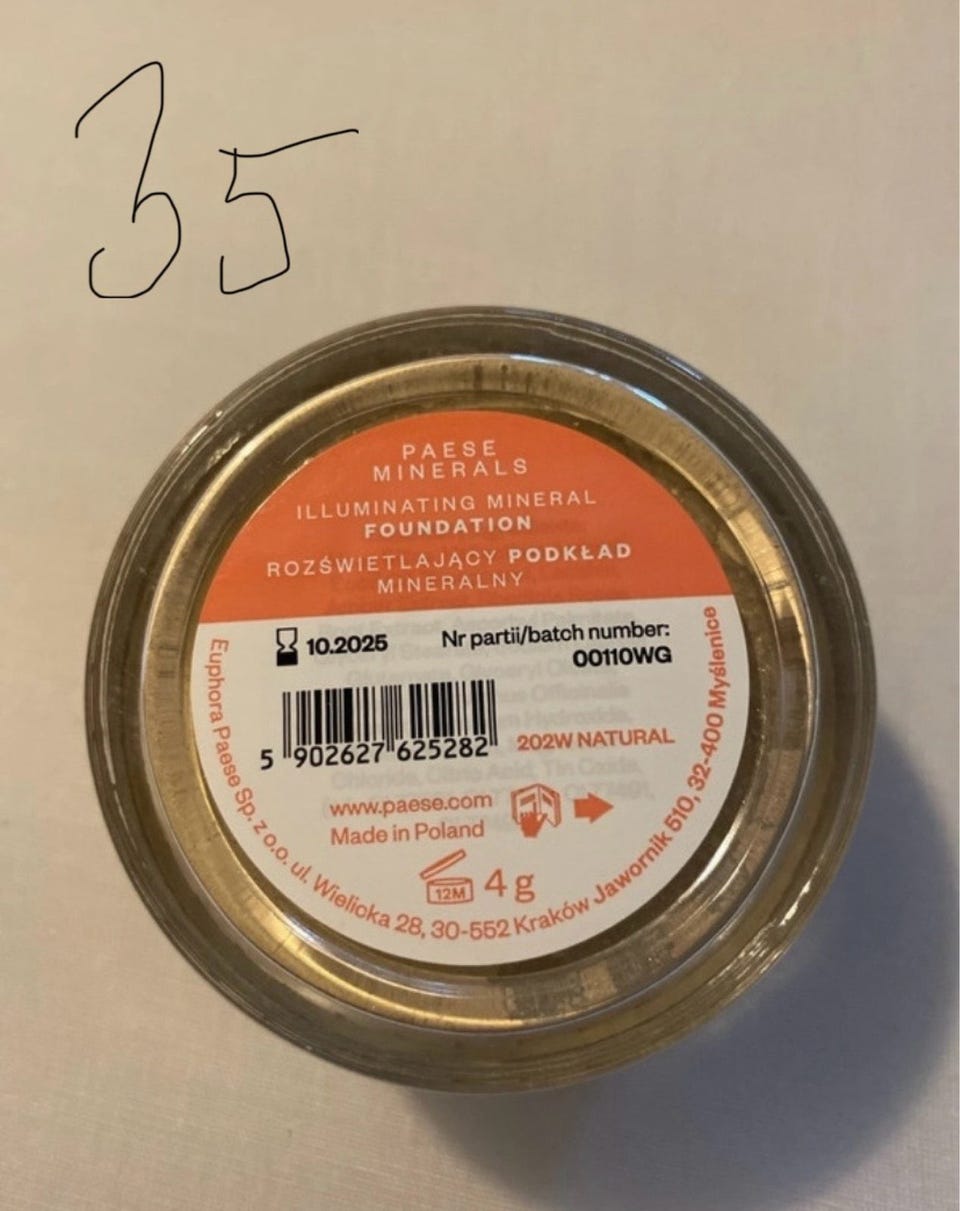 35
PAESE
MINERALS
ILLUMINATING MINERAL
FOUNDATION
ROZŚWIETLAJĄCY PODKŁAD
MINERALNY
10.2025
Nr partii/batch number:
00110WG
5 902627 625282
202W NATURAL
www.paese.com
Made in Poland
12M
4 g
Euphora Paese Sp. z o.o. ul. Wielicka 28, 30-552 Kraków Jawornik 510, 32-400 Myślenice